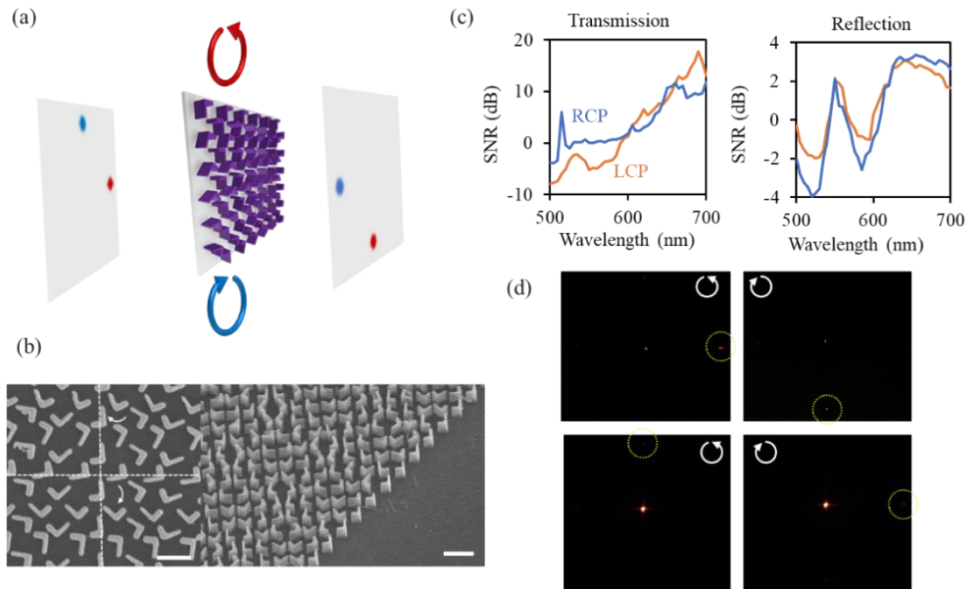 (a)
(b)
(c)
Transmission
SNR (dB)
20
10
0
-10
RCP
LCP
500
600
700
Wavelength (nm)
Reflection
SNR (dB)
4
2
0
-2
-4
500
600
700
Wavelength (nm)
(d)